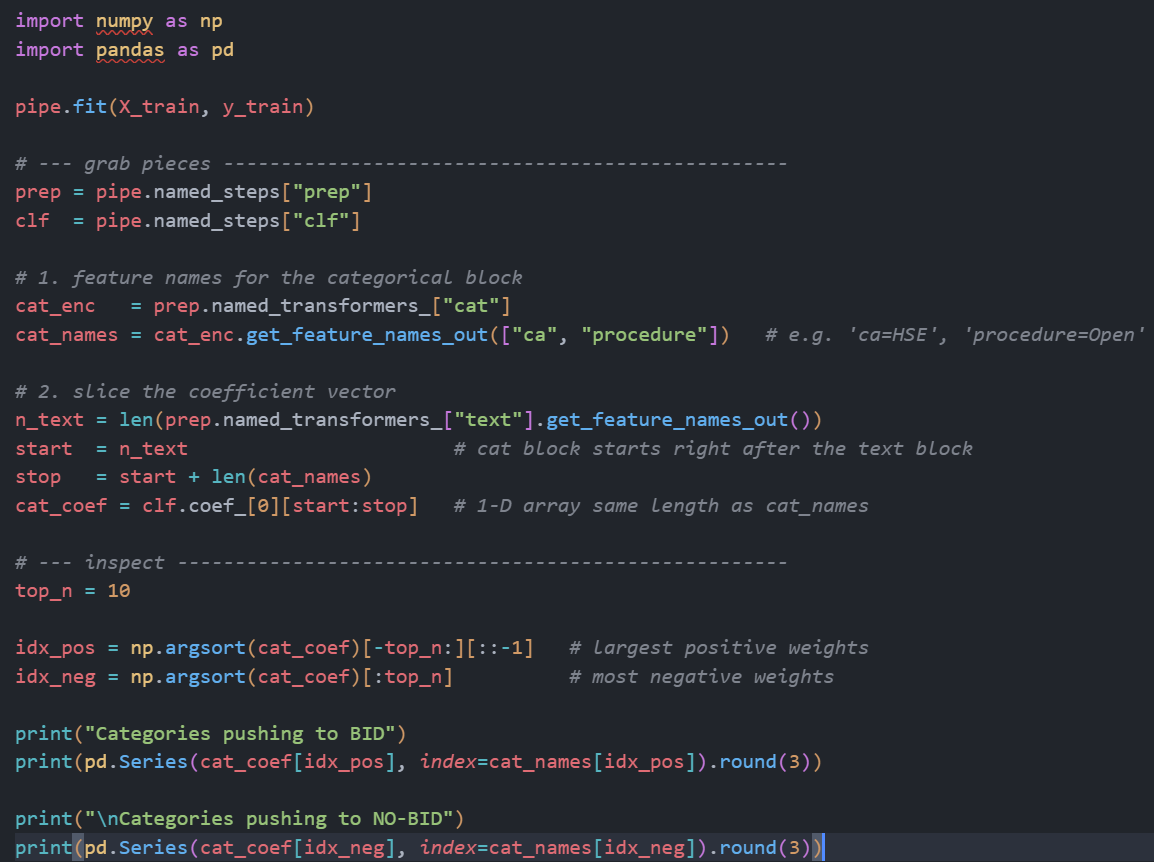 import numpy as np
import pandas as pd
pipe.fit(X_train, y_train)
# --- grab pieces -------------------------------------------------
prep = pipe.named_steps["prep"]
clf  = pipe.named_steps["clf"]
# 1. feature names for the categorical block
cat_enc   = prep.named_transformers_["cat"]
cat_names = cat_enc.get_feature_names_out(["ca", "procedure"])   # e.g. 'ca=HSE', 'procedure=Open'
# 2. slice the coefficient vector
n_text = len(prep.named_transformers_["text"].get_feature_names_out())
start  = n_text                       # cat block starts right after the text block
stop   = start + len(cat_names)
cat_coef = clf.coef_[0][start:stop]   # 1-D array same length as cat_names
# --- inspect -----------------------------------------------------
top_n = 10
idx_pos = np.argsort(cat_coef)[-top_n:][::-1]   # largest positive weights
idx_neg = np.argsort(cat_coef)[:top_n]          # most negative weights
print("Categories pushing to BID")
print(pd.Series(cat_coef[idx_pos], index=cat_names[idx_pos]).round(3))
print("\nCategories pushing to NO-BID")
print(pd.Series(cat_coef[idx_neg], index=cat_names[idx_neg]).round(3))